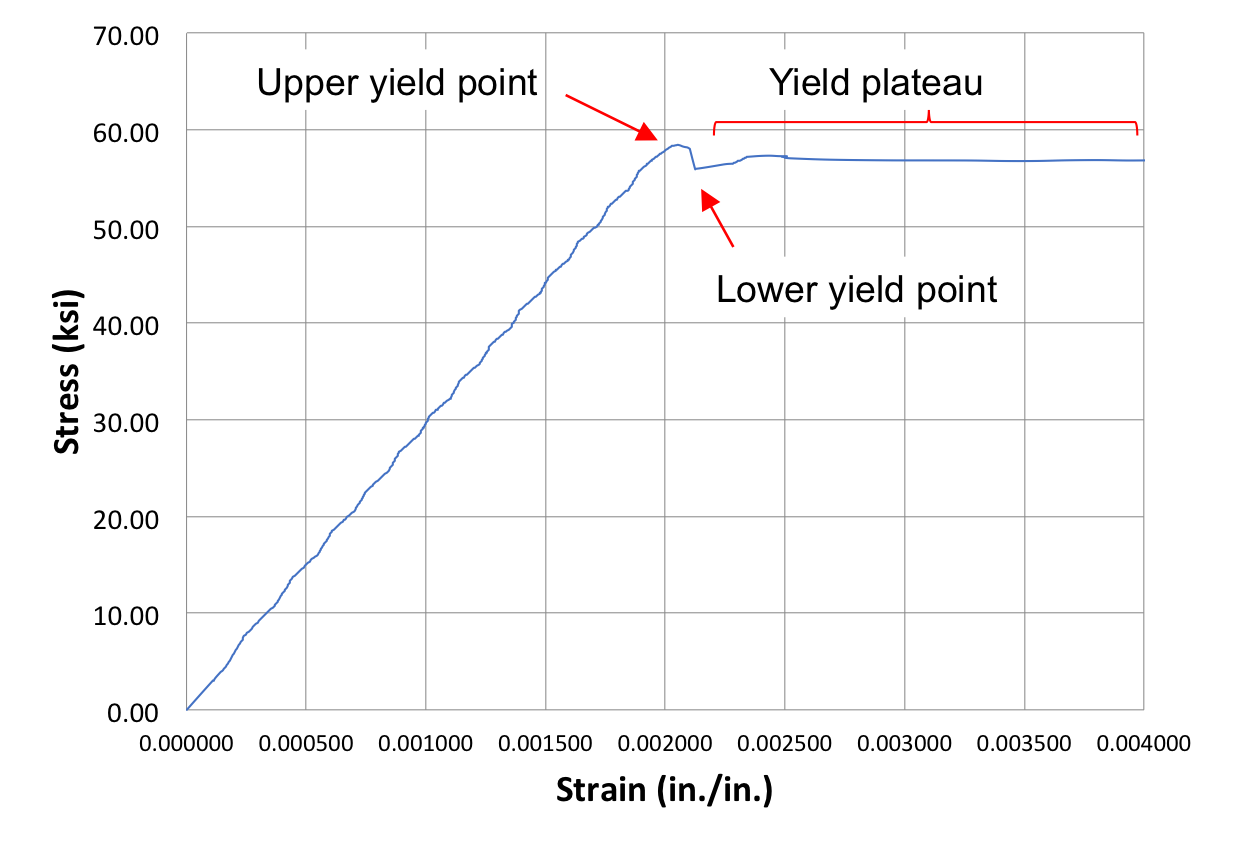 70.00
Upper yield point
Yield plateau
60.00
50.00
Lower yield point
Stress (ksi)
40.00
30.00
20.00
10.00
0.00
0.000000 0.000500 0.001000 0.001500 0.002000 0.002500 0.003000 0.003500 0.004000
Strain (in./in.)